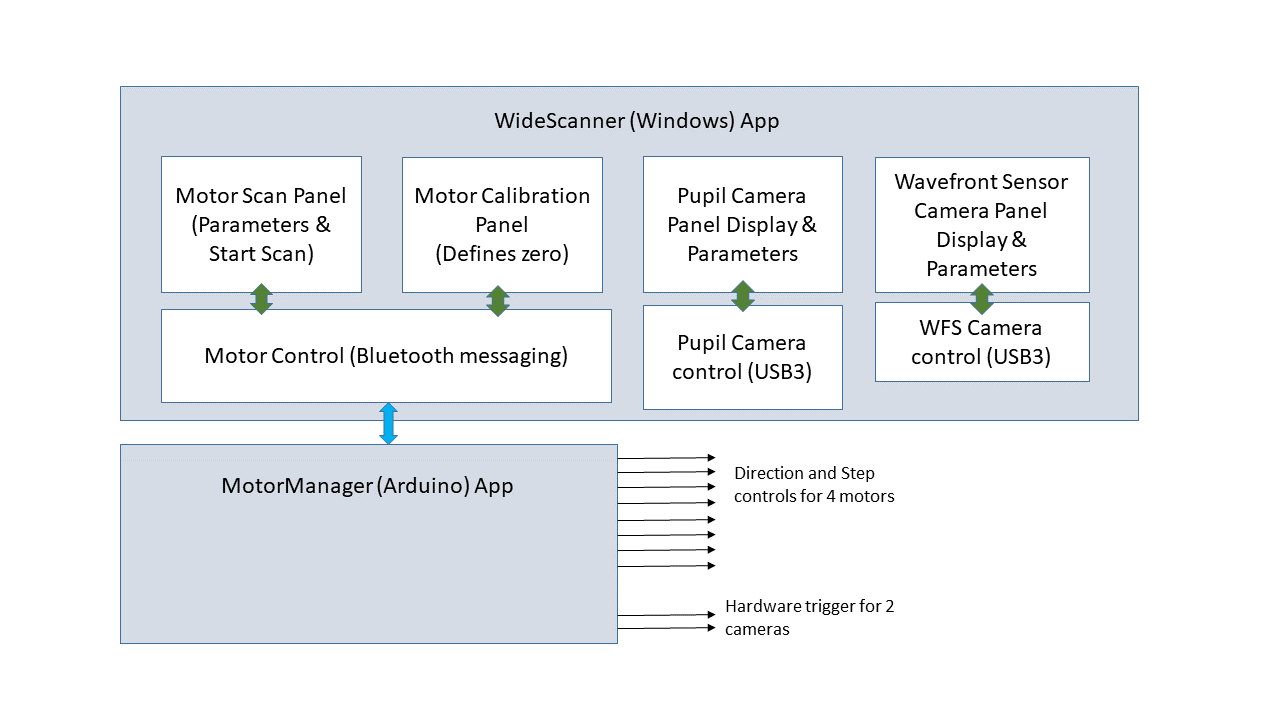 WideScanner (Windows) App
Motor Scan Panel
(Parameters &
Start Scan)
Motor Calibration
Panel
(Defines zero)
Pupil Camera
Panel Display &
Parameters
Wavefront Sensor
Camera Panel
Display &
Parameters
Motor Control (Bluetooth messaging)
Pupil Camera
control (USB3)
WFS Camera
control (USB3)
MotorManager (Arduino) App
Direction and Step
controls for 4 motors
Hardware trigger for 2
cameras